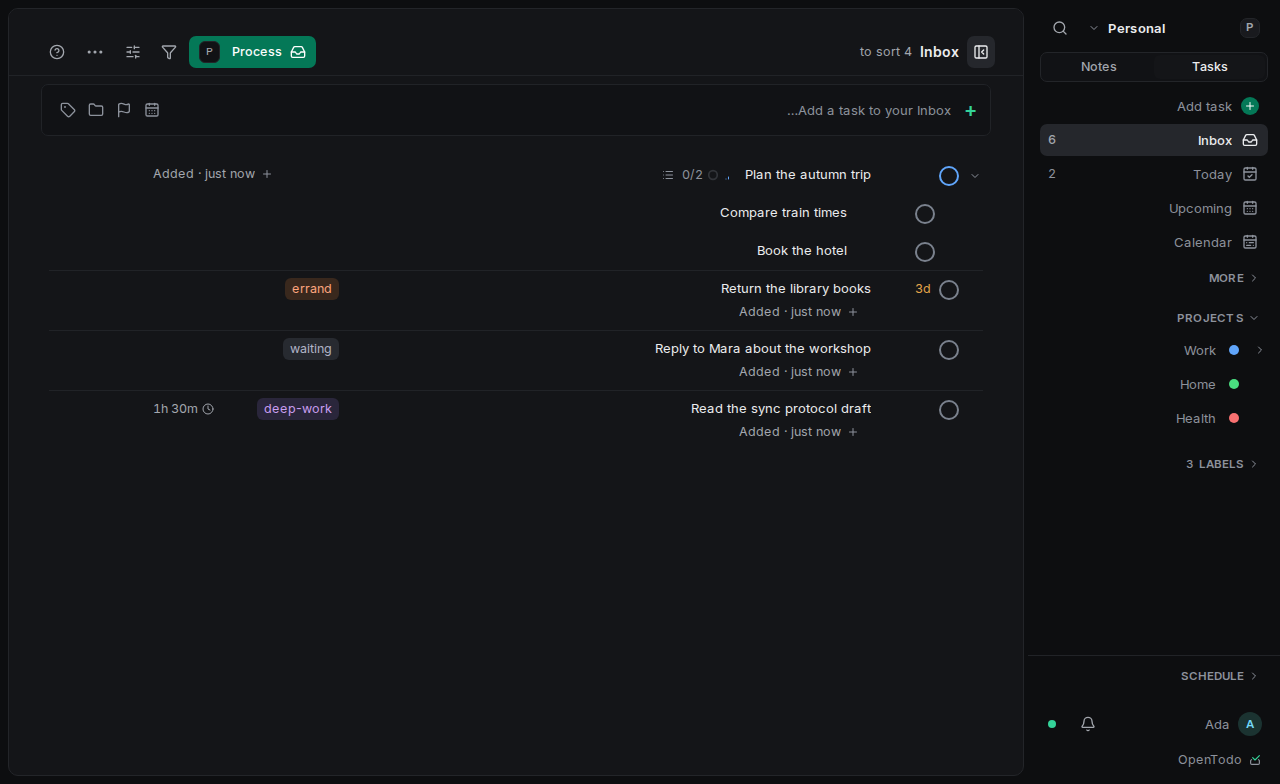 P Process
to sort 4 Inbox
...Add a task to your Inbox
Plan the autumn trip 0/2 Added · just now
Compare train times
Book the hotel
3d Return the library books errand
Added · just now
Reply to Mara about the workshop waiting
Added · just now
Read the sync protocol draft deep-work 1h 30m
Added · just now
Personal P
Notes Tasks
Add task
Inbox 6
Today 2
Upcoming
Calendar
MORE
PROJECTS
Work
Home
Health
3 LABELS
SCHEDULE
Ada A
OpenTodo